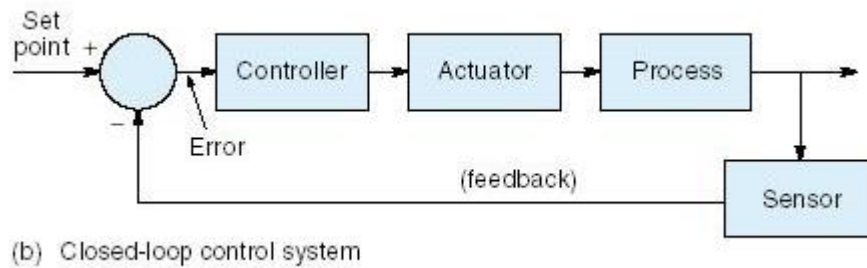 Set
point
+
−
Error
Controller
Actuator
Process
Sensor
(feedback)
(b) Closed-loop control system